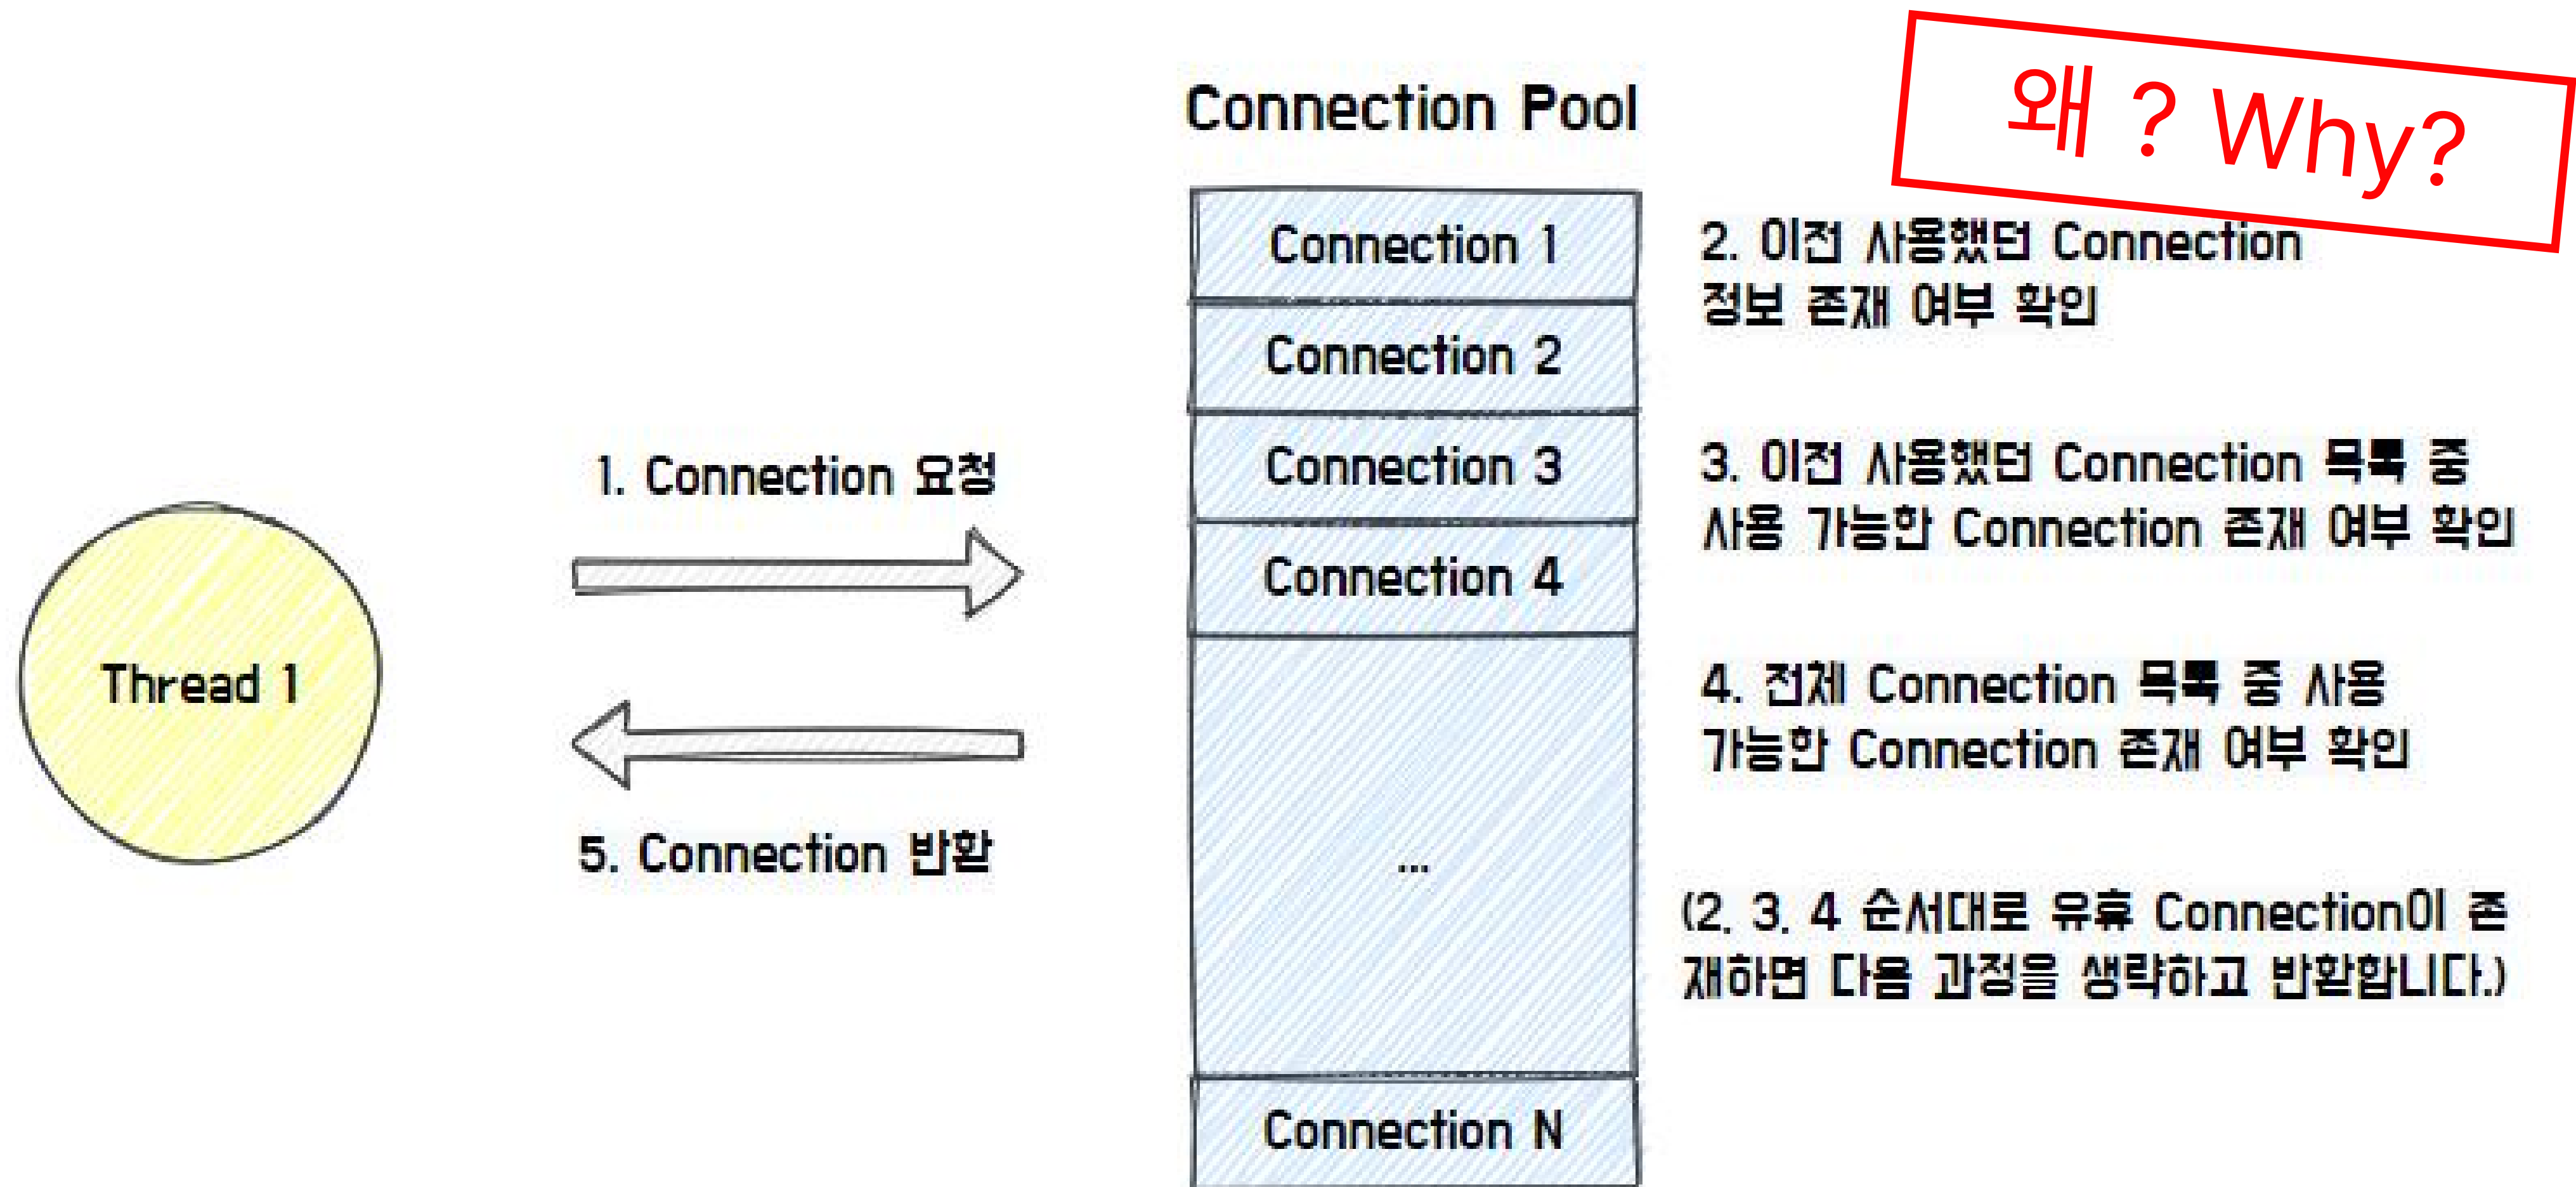 Connection Pool
왜 ? Why?
Connection 1
Connection 2
Connection 3
Connection 4
...
Connection N
Thread 1
1. Connection 요청
5. Connection 반환
2. 이전 사용했던 Connection
정보 존재 여부 확인
3. 이전 사용했던 Connection 목록 중
사용 가능한 Connection 존재 여부 확인
4. 전체 Connection 목록 중 사용
가능한 Connection 존재 여부 확인
(2, 3, 4 순서대로 유휴 Connection이 존
재하면 다음 과정을 생략하고 반환합니다.)